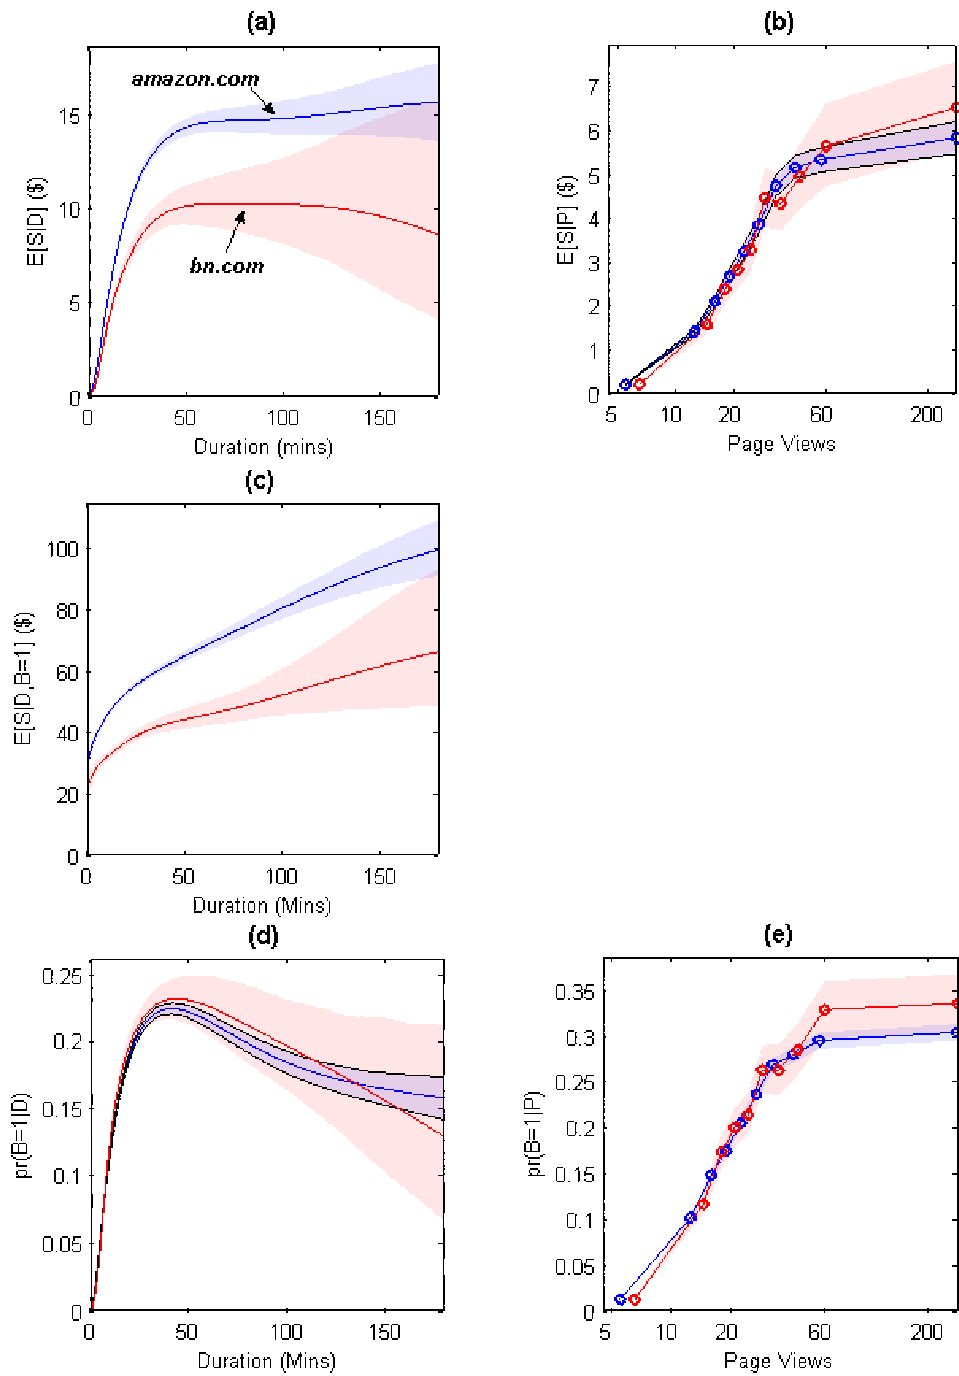 (a)
amazon.com
bn.com
15
10
5
0
E[S|D] ($)
0 50 100 150
Duration (mins)
(b)
7
6
5
4
3
2
1
0
E[S|P] ($)
5 10 20 60 200
Page Views
(c)
100
80
60
40
20
0
E[S|D,B=1] ($)
0 50 100 150
Duration (Mins)
(d)
0.25
0.2
0.15
0.1
0.05
0
pr(B=1|D)
0 50 100 150
Duration (Mins)
(e)
0.35
0.3
0.25
0.2
0.15
0.1
0.05
0
pr(B=1|P)
5 10 20 60 200
Page Views